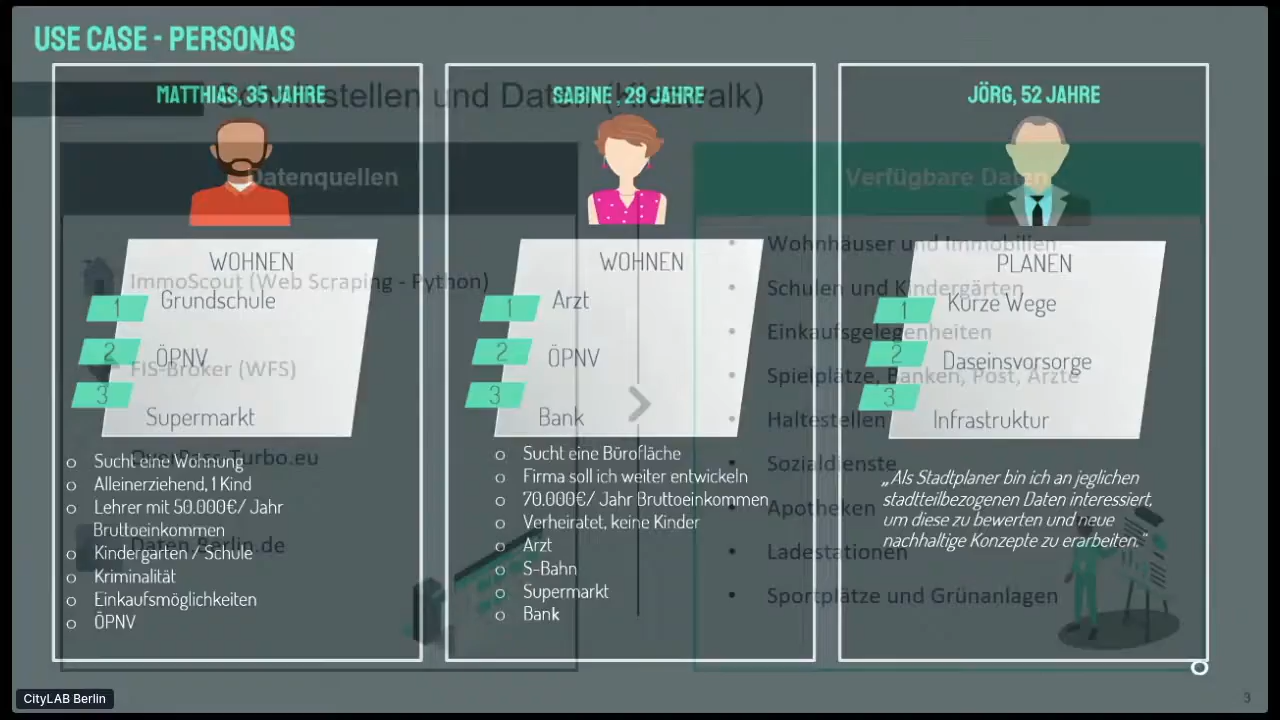 USE CASE - PERSONAS
MATTHIAS, 35 JAHRE
WOHNEN
1 Grundschule
2 ÖPNV
3 Supermarkt
o Sucht eine Wohnung
o Alleinerziehend, 1 Kind
o Lehrer mit 50.000€/ Jahr
Bruttoeinkommen
o Kindergarten / Schule
o Kriminalität
o Einkaufsmöglichkeiten
o ÖPNV
SABINE , 29 JAHRE
WOHNEN
1 Arzt
2 ÖPNV
3 Bank
o Sucht eine Bürofläche
o Firma soll ich weiter entwickeln
o 70.000€/ Jahr Bruttoeinkommen
o Verheiratet, keine Kinder
o Arzt
o S-Bahn
o Supermarkt
o Bank
JÖRG, 52 JAHRE
PLANEN
1 Kurze Wege
2 Daseinsvorsorge
3 Infrastruktur
„Als Stadtplaner bin ich an jeglichen
stadtteilbezogenen Daten interessiert,
um diese zu bewerten und neue
nachhaltige Konzepte zu erarbeiten."
stellen und Daten
Datenquellen
ImmoScout (Web Scraping - Python)
FIS-Broker (WFS)
Turbo.eu
Daten.Berlin.de
Verfügbare Daten
• Wohnhäuser und Immobilien
• Schulen und Kindergärten
• Einkaufsgelegenheiten
• Spielplätze, Banken, Post, Ärzte
• Haltestellen
• Sozialdienste
• Apotheken
• Ladestationen
• Sportplätze und Grünanlagen
CityLAB Berlin
3